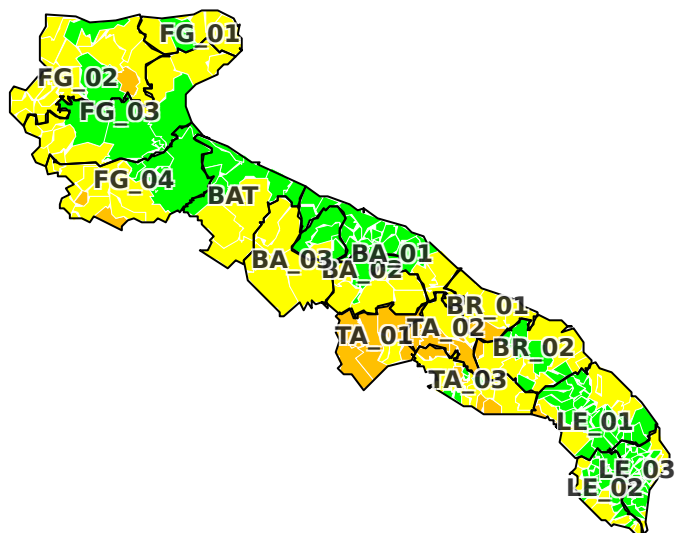 FG_01
FG_02
FG_03
FG_04
BAT
BA_01
BA_03
BA_02
BR_01
TA_01
TA_02
BR_02
TA_03
LE_01
LE_03
LE_02